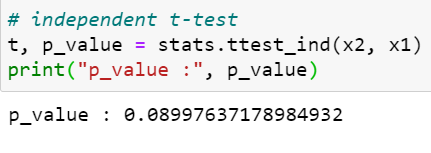 # independent t-test
t, p_value = stats.ttest_ind(x2, x1)
print("p_value :", p_value)
p_value : 0.08997637178984932